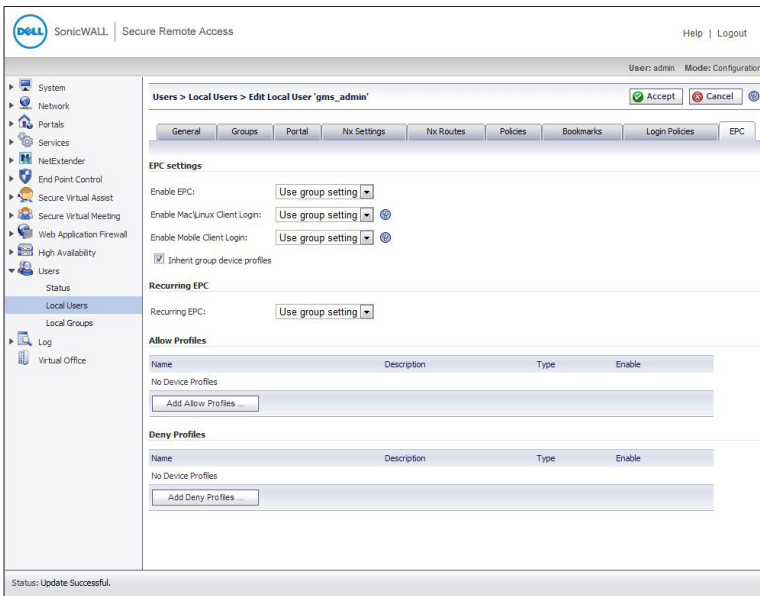 DELL SonicWALL | Secure Remote Access
Help | Logout
User: admin Mode: Configuration
System
Network
Portals
Services
NetExtender
End Point Control
Secure Virtual Assist
Secure Virtual Meeting
Web Application Firewall
High Availability
Users
Status
Local Users
Local Groups
Log
Virtual Office
Users > Local Users > Edit Local User 'gms_admin'
Accept Cancel
General Groups Portal Nx Settings Nx Routes Policies Bookmarks Login Policies EPC
EPC settings
Enable EPC: Use group setting
Enable Mac\Linux Client Login: Use group setting
Enable Mobile Client Login: Use group setting
Inherit group device profiles
Recurring EPC
Recurring EPC: Use group setting
Allow Profiles
Name Description Type Enable
No Device Profiles
Add Allow Profiles ...
Deny Profiles
Name Description Type Enable
No Device Profiles
Add Deny Profiles ...
Status: Update Successful.